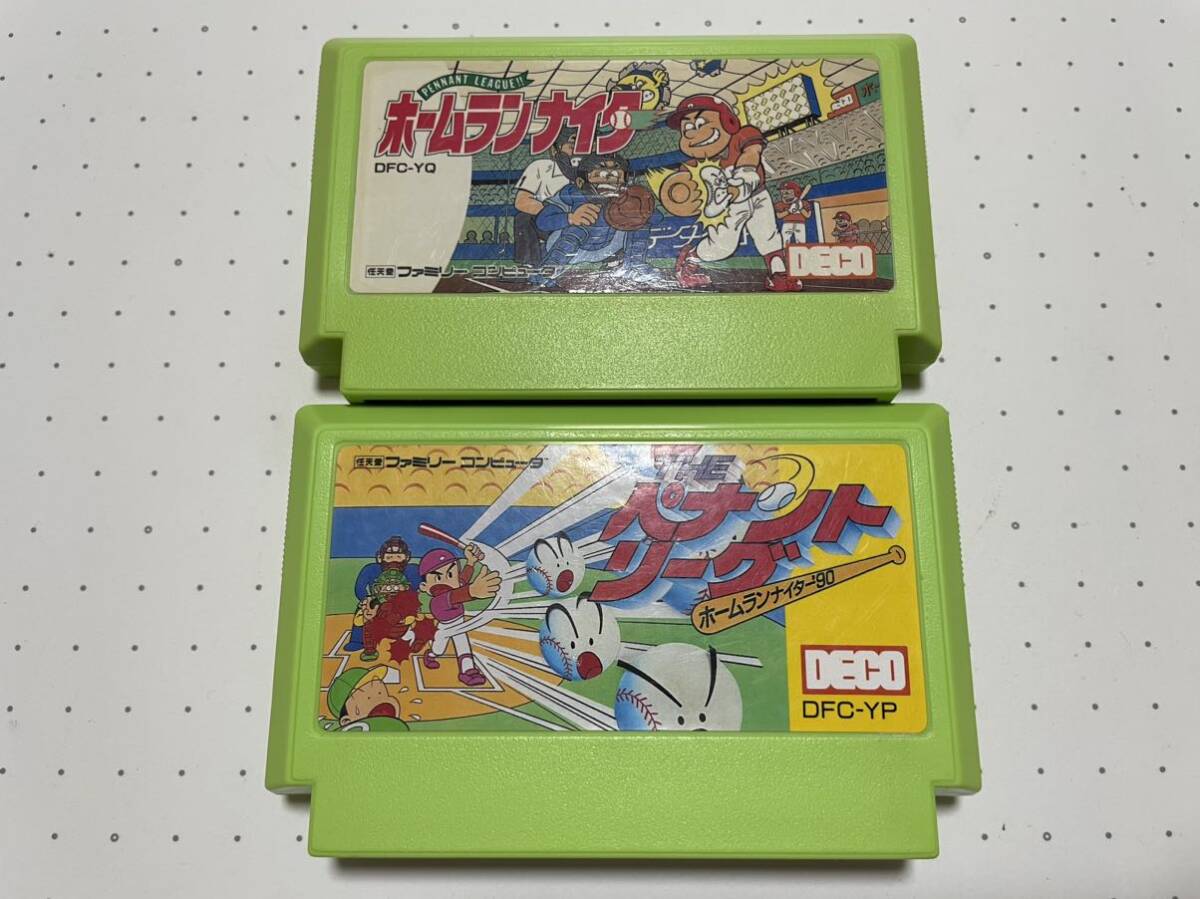 PENNANT LEAGUE!!
ホームランナイター
DFC-YQ
任天堂 ファミリーコンピュータ
DECO
任天堂 ファミリーコンピュータ™
THE
ペナント
リーグ
ホームランナイター'90
DECO
DFC-YP